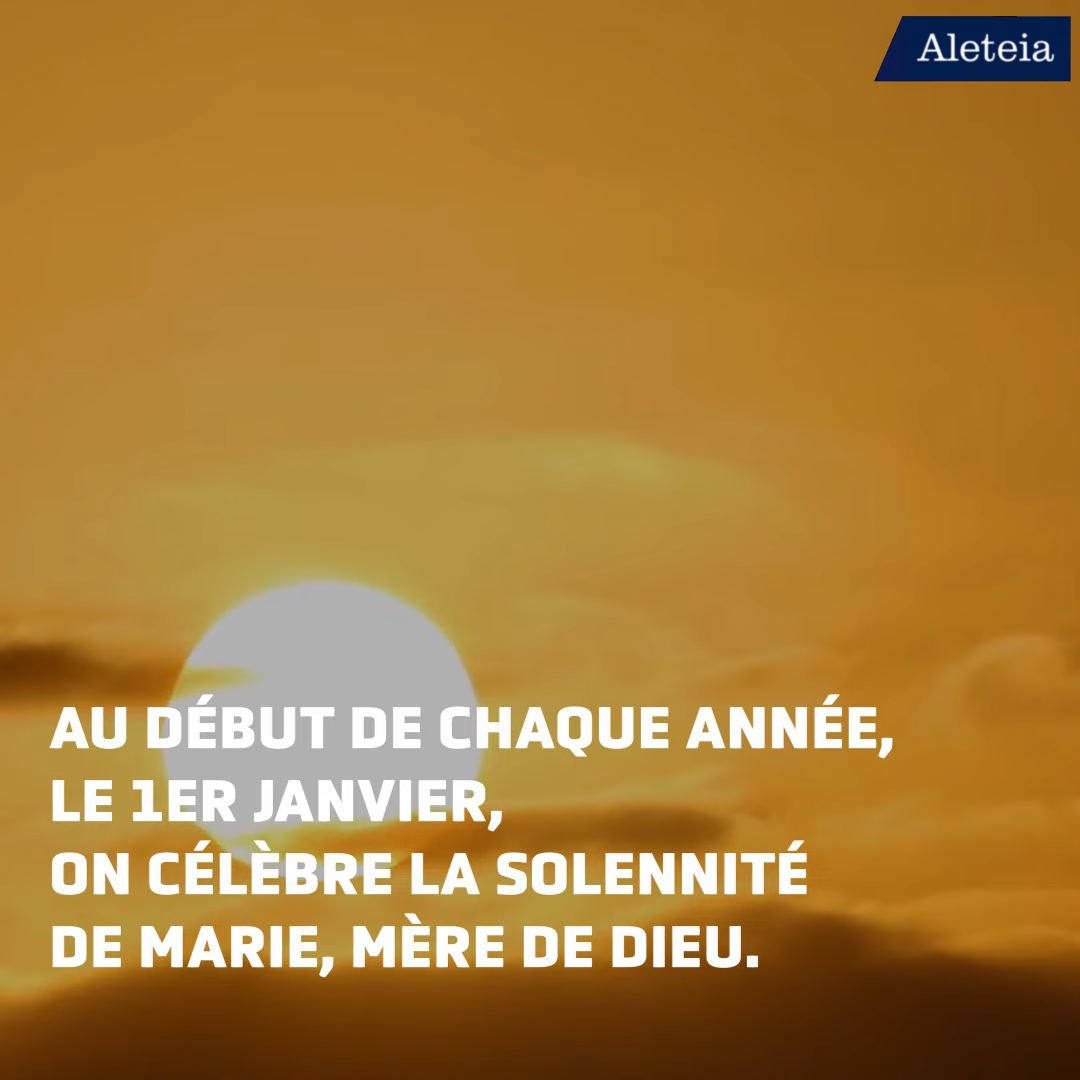 Aleteia
AU DÉBUT DE CHAQUE ANNÉE,
LE 1ER JANVIER,
ON CÉLÈBRE LA SOLENNITÉ
DE MARIE, MÈRE DE DIEU.